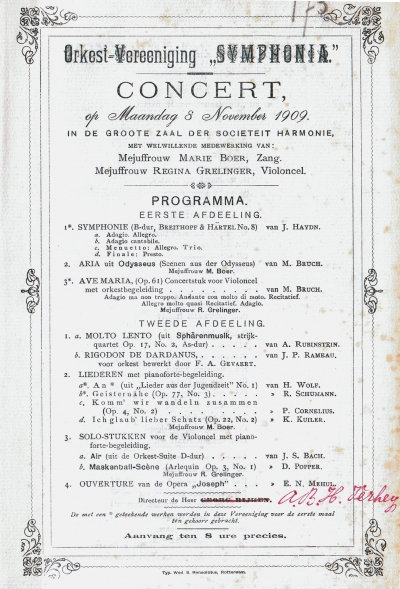 175
Orkest-Vereeniging „SYMPHONIA."
CONCERT,
op Maandag 8 November 1909.
IN DE GROOTE ZAAL DER SOCIETEIT HARMONIE,
MET WELWILLENDE MEDEWERKING VAN:
Mejuffrouw MARIE BOER, Zang.
Mejuffrouw REGINA GRELINGER, Violoncel.
PROGRAMMA.
EERSTE AFDEELING.
1*. SYMPHONIE (B-dur, BREITHOPF & HÄRTEL No. 8) van J. HAYDN.
a. Adagio. Allegro.
b. Adagio cantabile.
c. Menuetto: Allegro. Trio.
d. Finale: Presto.
2. ARIA uit Odysseus (Scenen aus der Odysseus) van M. BRUCH.
Mejuffrouw M. Boer.
3*. AVE MARIA, (Op. 61) Concertstuk voor Violoncel
met orkestbegeleiding . . . . . . . van M. BRUCH.
Adagio ma non troppo. Andante con molto di moto. Recitatief.
Allegro molto quasi Recitatief. Adagio.
Mejuffrouw R. Grelinger.
TWEEDE AFDEELING.
1. a. MOLTO LENTO (uit Sphärenmusik, strijk-
quartet Op. 17, No. 2, As-dur) . . . . van A. RUBINSTEIN.
b. RIGODON DE DARDANUS, . . . . . . van J. P. RAMEAU.
voor orkest bewerkt door F. A. GEVAERT.
2. LIEDEREN met pianoforte-begeleiding.
a*. An * (uit „Lieder aus der Jugendzeit" No. 1) van H. WOLF.
b*. Geisternähe (Op. 77, No. 3) . . . . . » R. SCHUMANN.
c. Komm' wir wandeln zusammen
(Op. 4, No. 2) . . . . . . . . . » P. CORNELIUS.
d. Ich glaub' lieber Schatz (Op. 22, No. 2) » K. KUILER.
Mejuffrouw M. Boer.
3. SOLO-STUKKEN voor de Violoncel met piano-
forte-begeleiding.
a. Air (uit de Orkest-Suite D-dur) . . . . van J. S. BACH.
b. Maskenball-Scène (Arlequin Op. 3, No. 1) » D. POPPER.
Mejuffrouw R. Grelinger.
4. OUVERTURE van de Opera „Joseph" . . . » E. N. MEHUL.
Directeur de Heer GEORG RIJKEN. A. B. H. Verhey
De met een * geteekende werken worden in deze Vereeniging voor de eerste maal
ten gehoore gebracht.
Aanvang ten 8 ure precies.
Typ. Wed. S. Benedictus, Rotterdam.